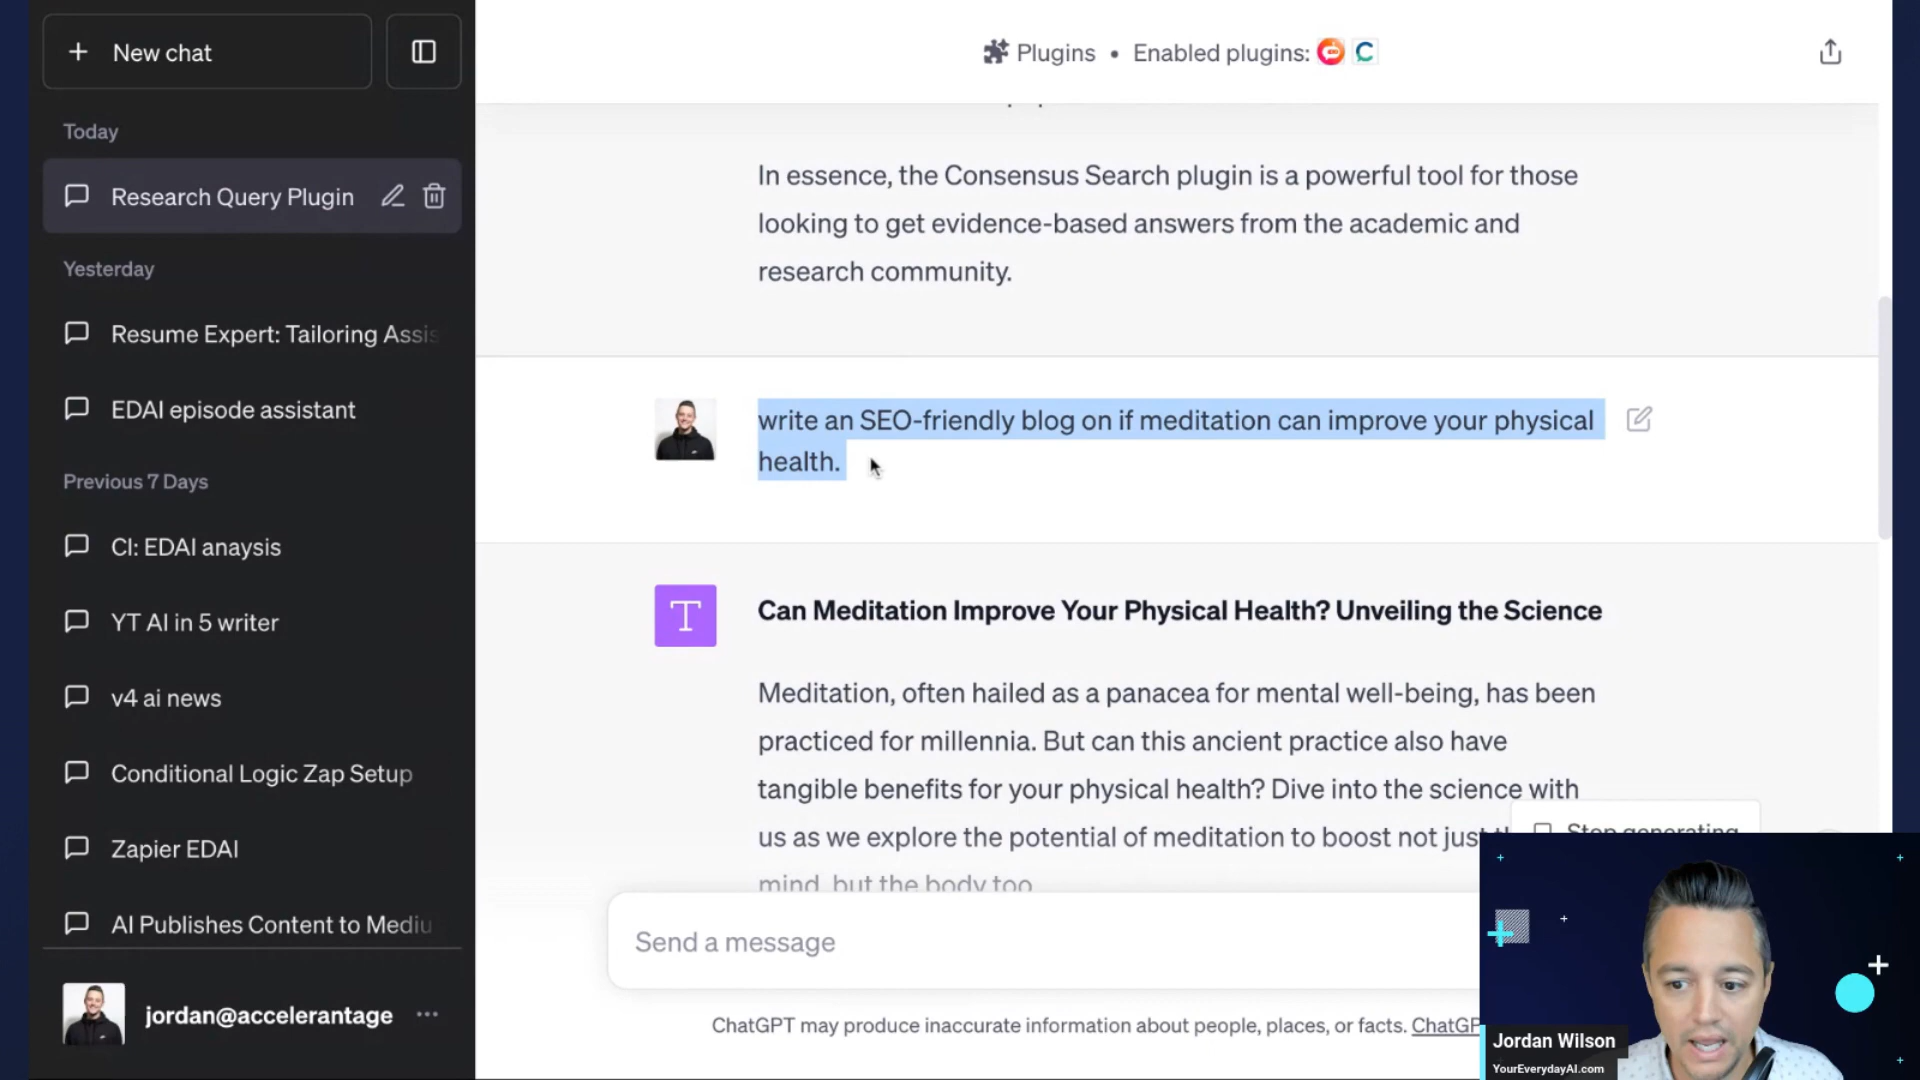 New chat
Today
Research Query Plugin
Yesterday
Resume Expert: Tailoring Assis
EDAI episode assistant
Previous 7 Days
CI: EDAI anaysis
YT AI in 5 writer
v4 ai news
Conditional Logic Zap Setup
Zapier EDAI
AI Publishes Content to Mediu
jordan@accelerantage
Plugins • Enabled plugins:
In essence, the Consensus Search plugin is a powerful tool for those
looking to get evidence-based answers from the academic and
research community.
write an SEO-friendly blog on if meditation can improve your physical
health.
T
Can Meditation Improve Your Physical Health? Unveiling the Science
Meditation, often hailed as a panacea for mental well-being, has been
practiced for millennia. But can this ancient practice also have
tangible benefits for your physical health? Dive into the science with
us as we explore the potential of meditation to boost not jus
mind, but the body too
Stop generating
Send a message
ChatGPT may produce inaccurate information about people, places, or facts. ChatGP
Jordan Wilson
YourEverydayAI.com